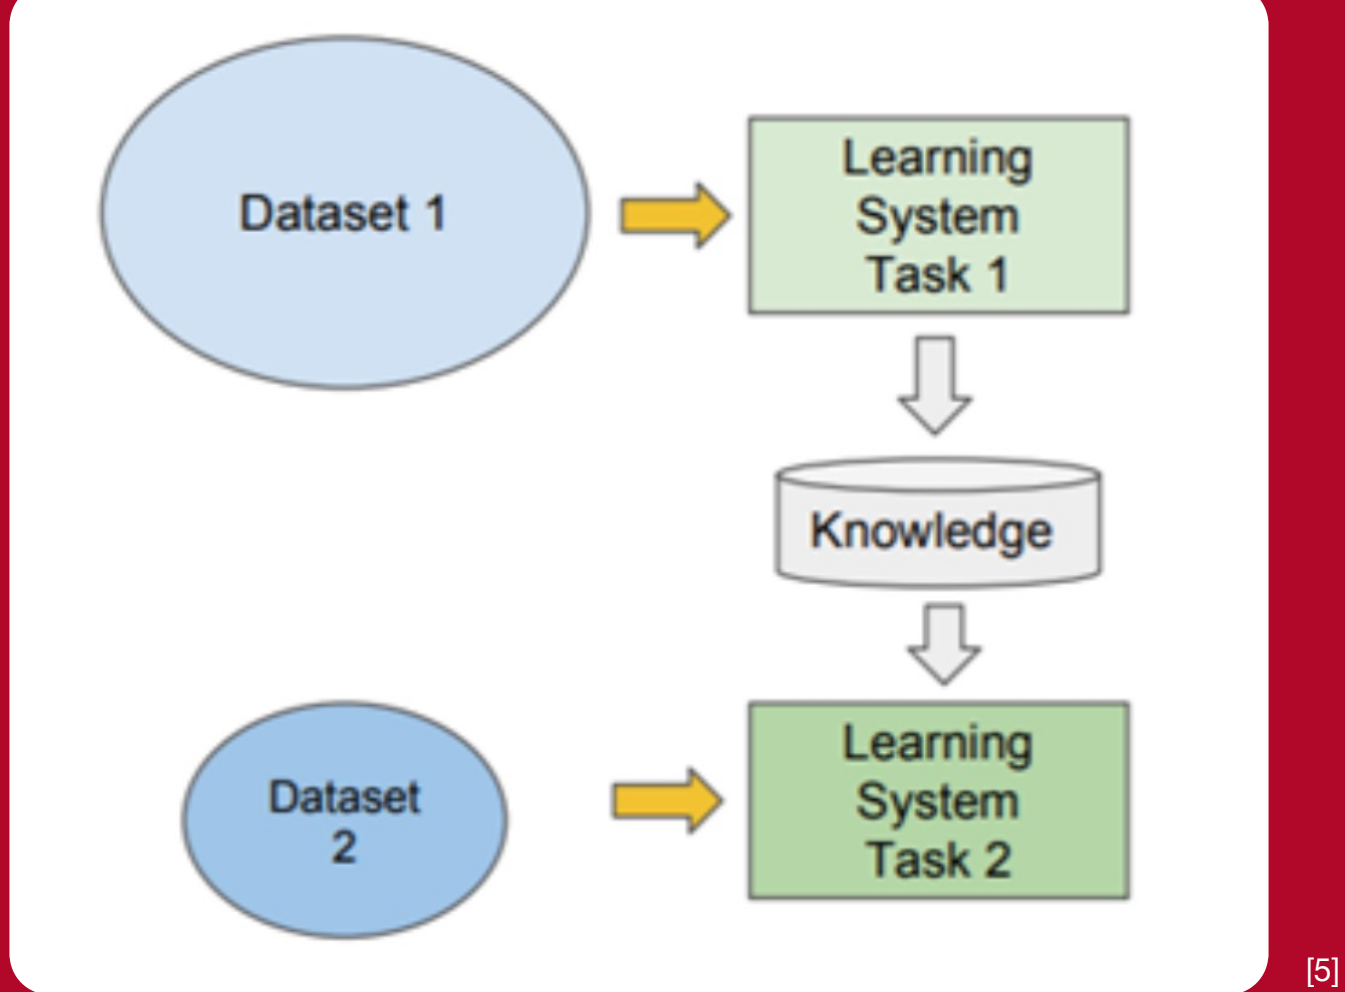 Dataset 1
Learning
System
Task 1
Knowledge
Dataset
2
Learning
System
Task 2
[5]